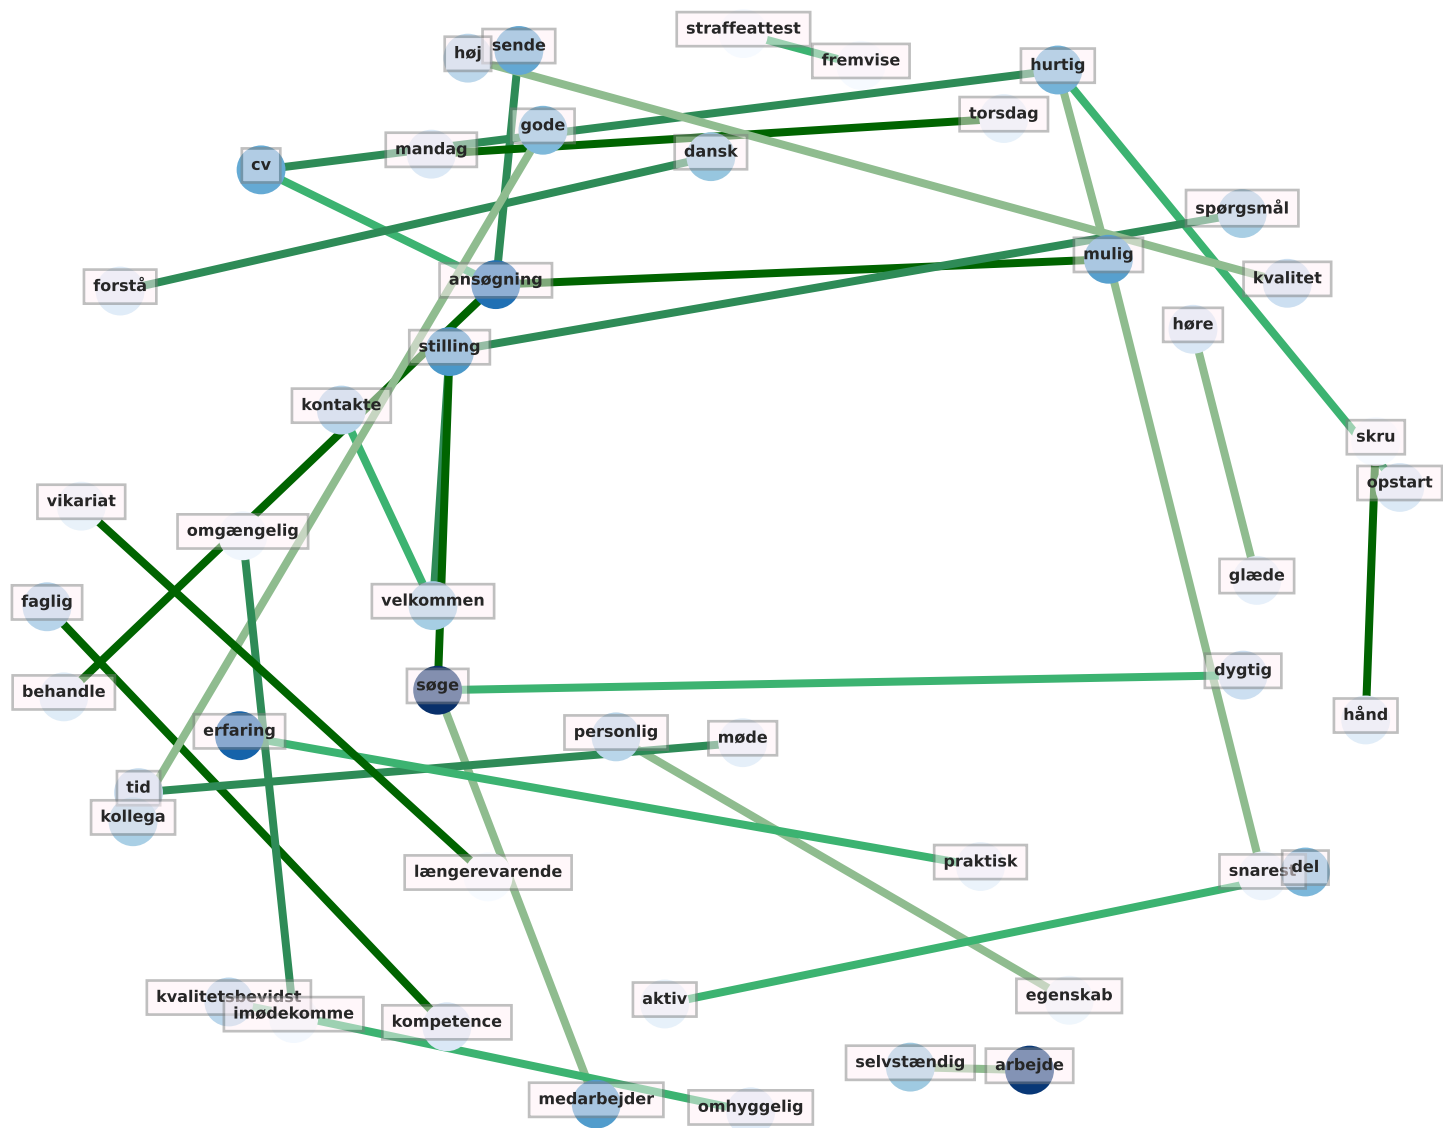 straffeattest
sende
høj
fremvise
hurtig
torsdag
gode
mandag
dansk
cv
spørgsmål
mulig
ansøgning
kvalitet
forstå
høre
stilling
kontakte
skru
opstart
vikariat
omgængelig
glæde
velkommen
faglig
dygtig
søge
behandle
hånd
erfaring
personlig
møde
tid
kollega
praktisk
længerevarende
snarest
del
kvalitetsbevidst
aktiv
egenskab
imødekomme
kompetence
selvstændig
arbejde
medarbejder
omhyggelig